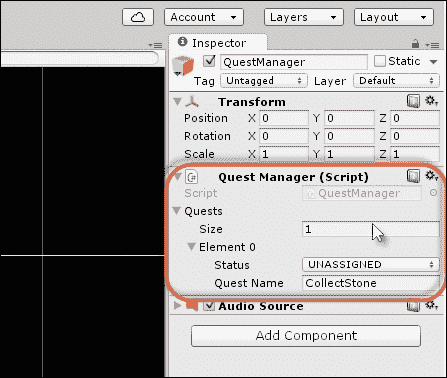 Account Layers Layout
Inspector
QuestManager Static
Tag Untagged Layer Default
Transform
Position X 0 Y 0 Z 0
Rotation X 0 Y 0 Z 0
Scale X 1 Y 1 Z 1
C# Quest Manager (Script)
Script QuestManager
Quests
Size 1
Element 0
Status UNASSIGNED
Quest Name CollectStone
Audio Source
Add Component